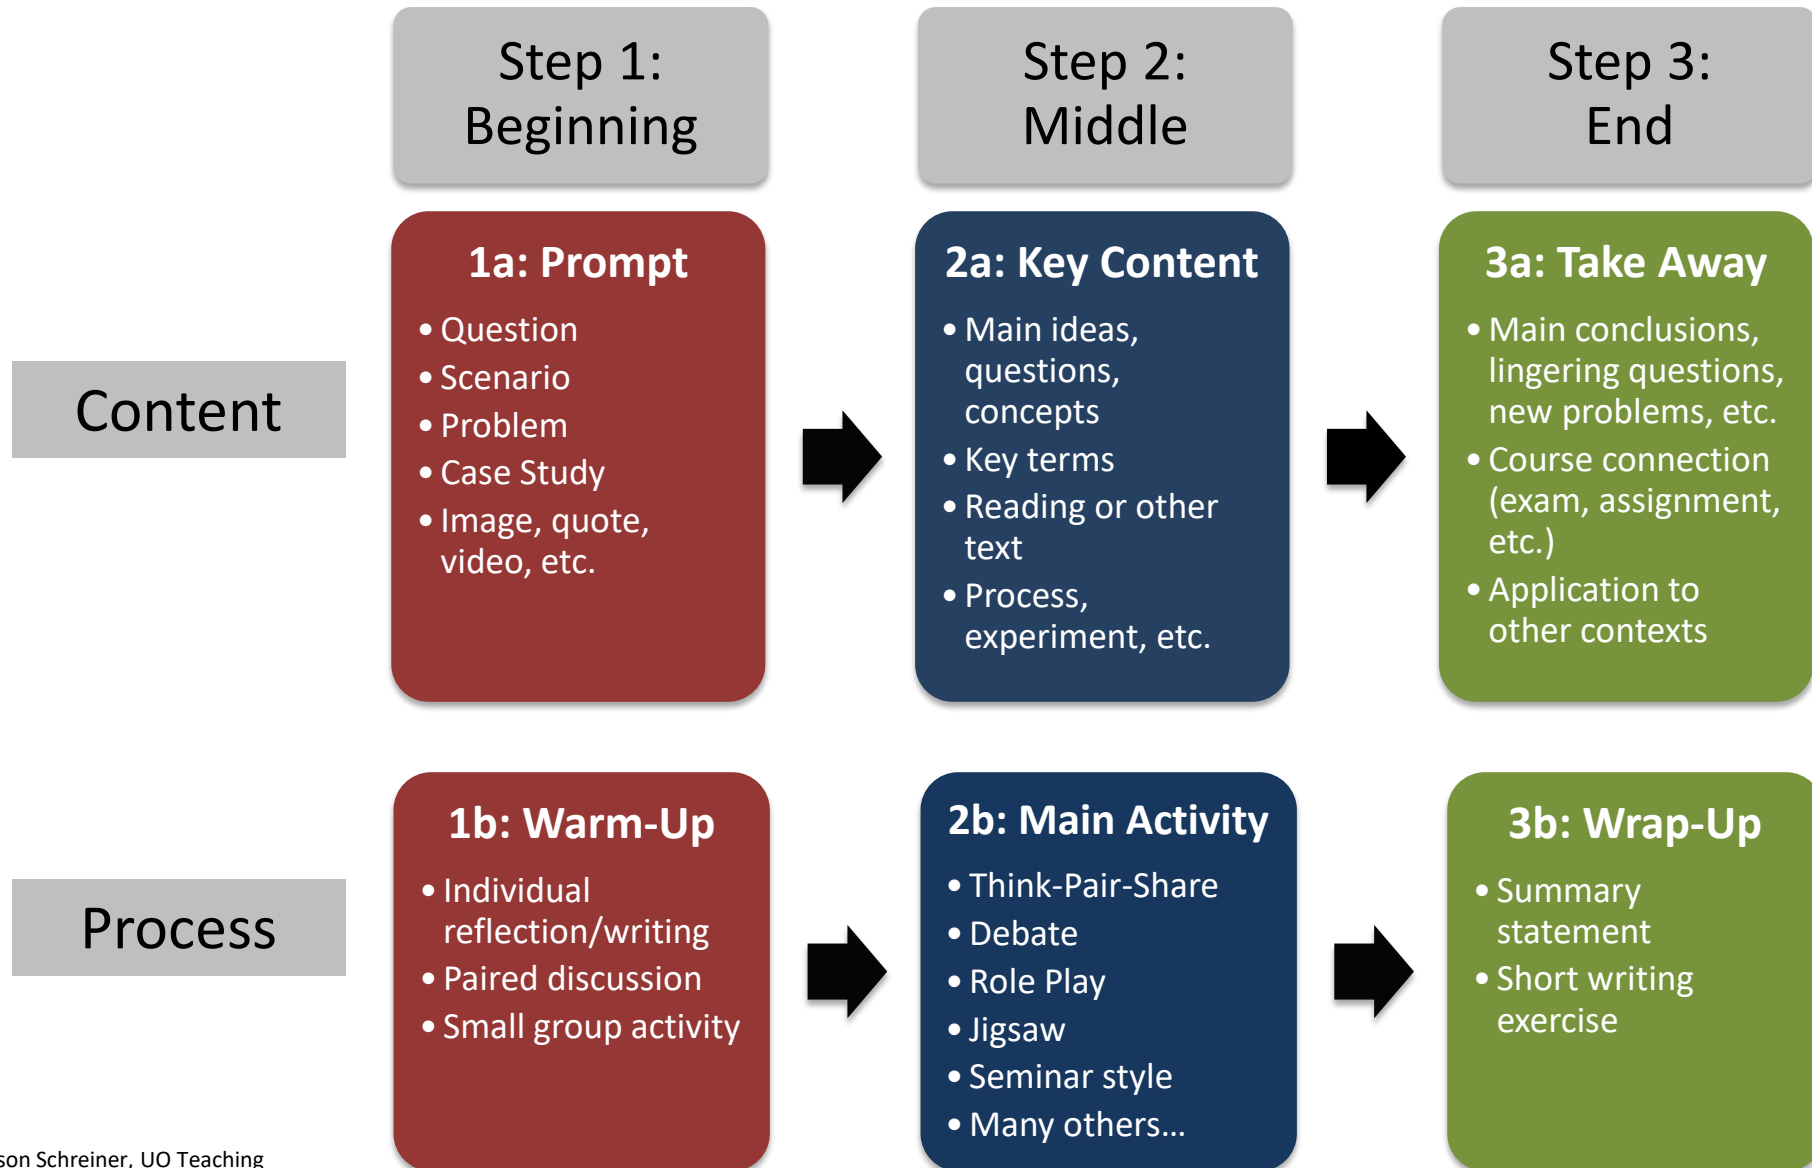 Step 1:
Beginning
Step 2:
Middle
Step 3:
End
Content
1a: Prompt
• Question
• Scenario
• Problem
• Case Study
• Image, quote,
video, etc.
2a: Key Content
• Main ideas,
questions,
concepts
• Key terms
• Reading or other
text
• Process,
experiment, etc.
3a: Take Away
• Main conclusions,
lingering questions,
new problems, etc.
• Course connection
(exam, assignment,
etc.)
• Application to
other contexts
Process
1b: Warm-Up
• Individual
reflection/writing
• Paired discussion
• Small group activity
2b: Main Activity
• Think-Pair-Share
• Debate
• Role Play
• Jigsaw
• Seminar style
• Many others...
3b: Wrap-Up
• Summary
statement
• Short writing
exercise
son Schreiner, UO Teaching